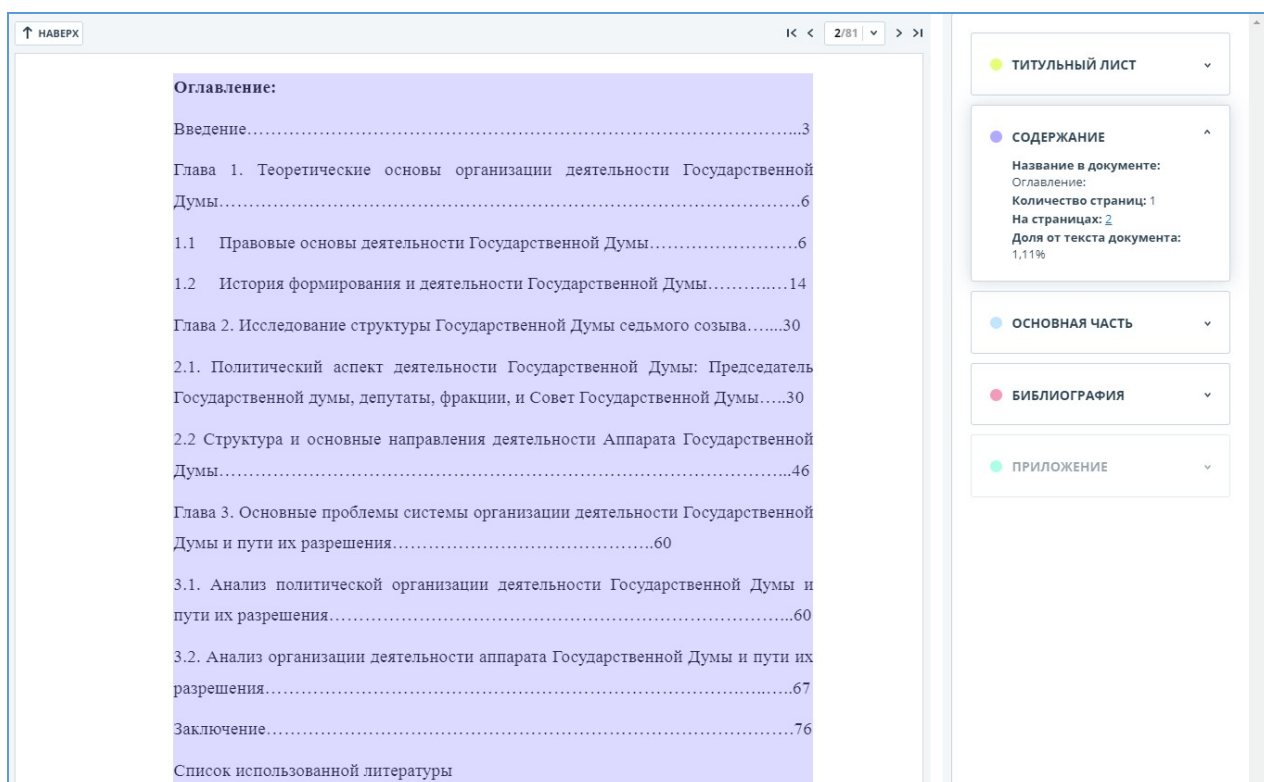 ↑ НАВЕРХ
2/81
Оглавление:
Введение…………………………………………………………………………………...3
Глава 1. Теоретические основы организации деятельности Государственной
Думы…………………………………………………………………………………….6
1.1 Правовые основы деятельности Государственной Думы…………………….6
1.2 История формирования и деятельности Государственной Думы………..…14
Глава 2. Исследование структуры Государственной Думы седьмого созыва…...30
2.1. Политический аспект деятельности Государственной Думы: Председатель
Государственной думы, депутаты, фракции, и Совет Государственной Думы…..30
2.2 Структура и основные направления деятельности Аппарата Государственной
Думы…………………………………………………………………………………...46
Глава 3. Основные проблемы системы организации деятельности Государственной
Думы и пути их разрешения……………………………………..60
3.1. Анализ политической организации деятельности Государственной Думы и
пути их разрешения…………………………………………………………………...60
3.2. Анализ организации деятельности аппарата Государственной Думы и пути их
разрешения……………………………………………………………………….…..67
Заключение……………………………………………………………………………76
Список использованной литературы
ТИТУЛЬНЫЙ ЛИСТ
СОДЕРЖАНИЕ
Название в документе:
Оглавление:
Количество страниц: 1
На страницах: 2
Доля от текста документа:
1,11%
ОСНОВНАЯ ЧАСТЬ
БИБЛИОГРАФИЯ
ПРИЛОЖЕНИЕ